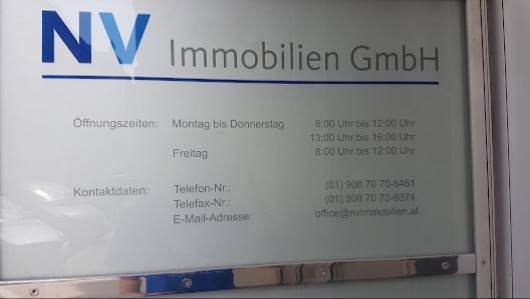 NV Immobilien GmbH
Öffnungszeiten: Montag bis Donnerstag 8:00 Uhr bis 12:00 Uhr
13:00 Uhr bis 16:00 Uhr
Freitag 8:00 Uhr bis 12:00 Uhr
Kontaktdaten: Telefon-Nr.: (01) 908 70 70-6461
Telefax-Nr.: (01) 908 70 70-6374
E-Mail-Adresse: office@nvimmobilien.at